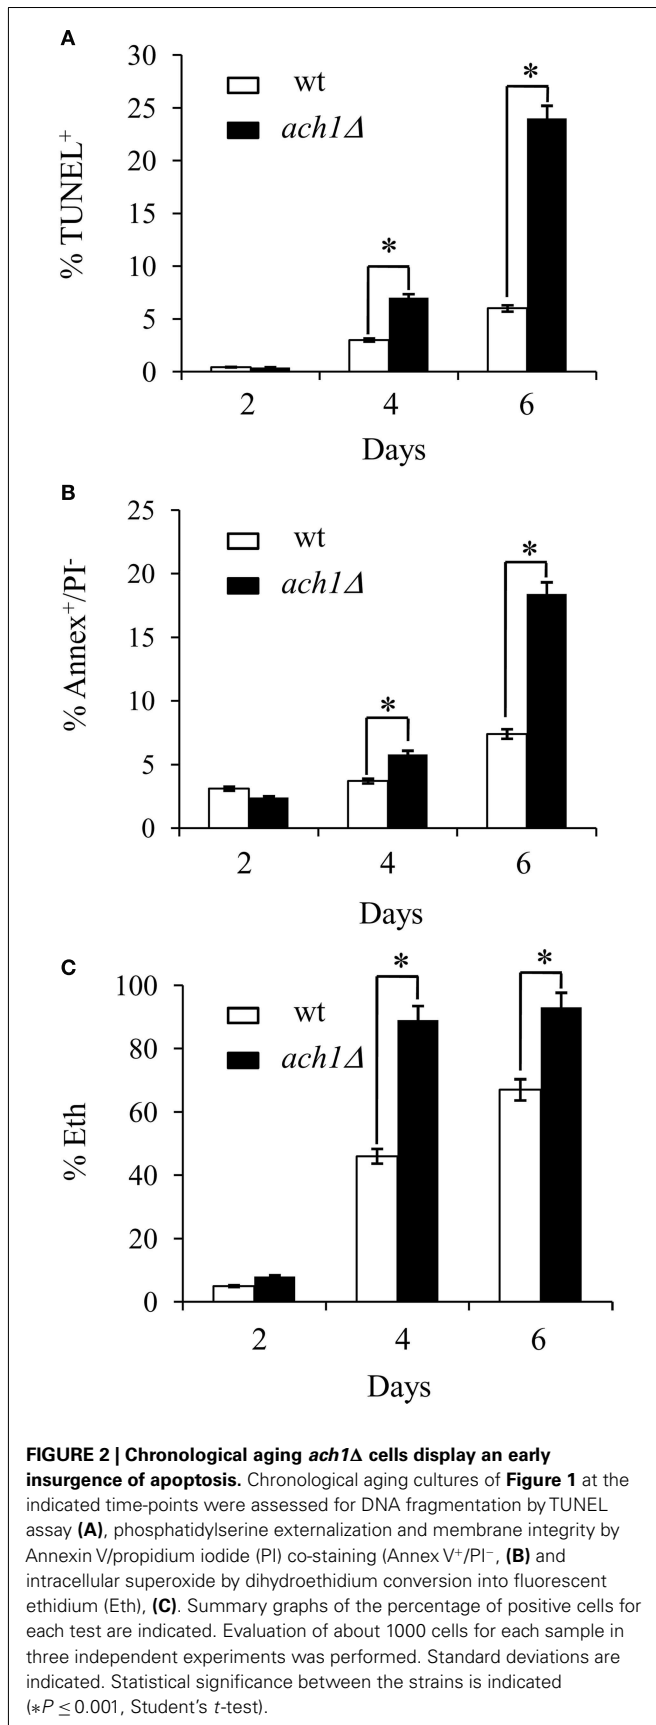 A
30
25
20
15
10
5
0
% TUNEL+
wt
ach1Δ
*
*
2 4 6
Days
B
25
20
15
10
5
0
% Annex+/PI-
wt
ach1Δ
*
*
2 4 6
Days
C
100
80
60
40
20
0
% Eth
wt
ach1Δ
*
*
2 4 6
Days
FIGURE 2 | Chronological aging ach1Δ cells display an early
insurgence of apoptosis. Chronological aging cultures of Figure 1 at the
indicated time-points were assessed for DNA fragmentation by TUNEL
assay (A), phosphatidylserine externalization and membrane integrity by
Annexin V/propidium iodide (PI) co-staining (Annex V+/PI−, (B) and
intracellular superoxide by dihydroethidium conversion into fluorescent
ethidium (Eth), (C). Summary graphs of the percentage of positive cells for
each test are indicated. Evaluation of about 1000 cells for each sample in
three independent experiments was performed. Standard deviations are
indicated. Statistical significance between the strains is indicated
(*P ≤ 0.001, Student's t-test).